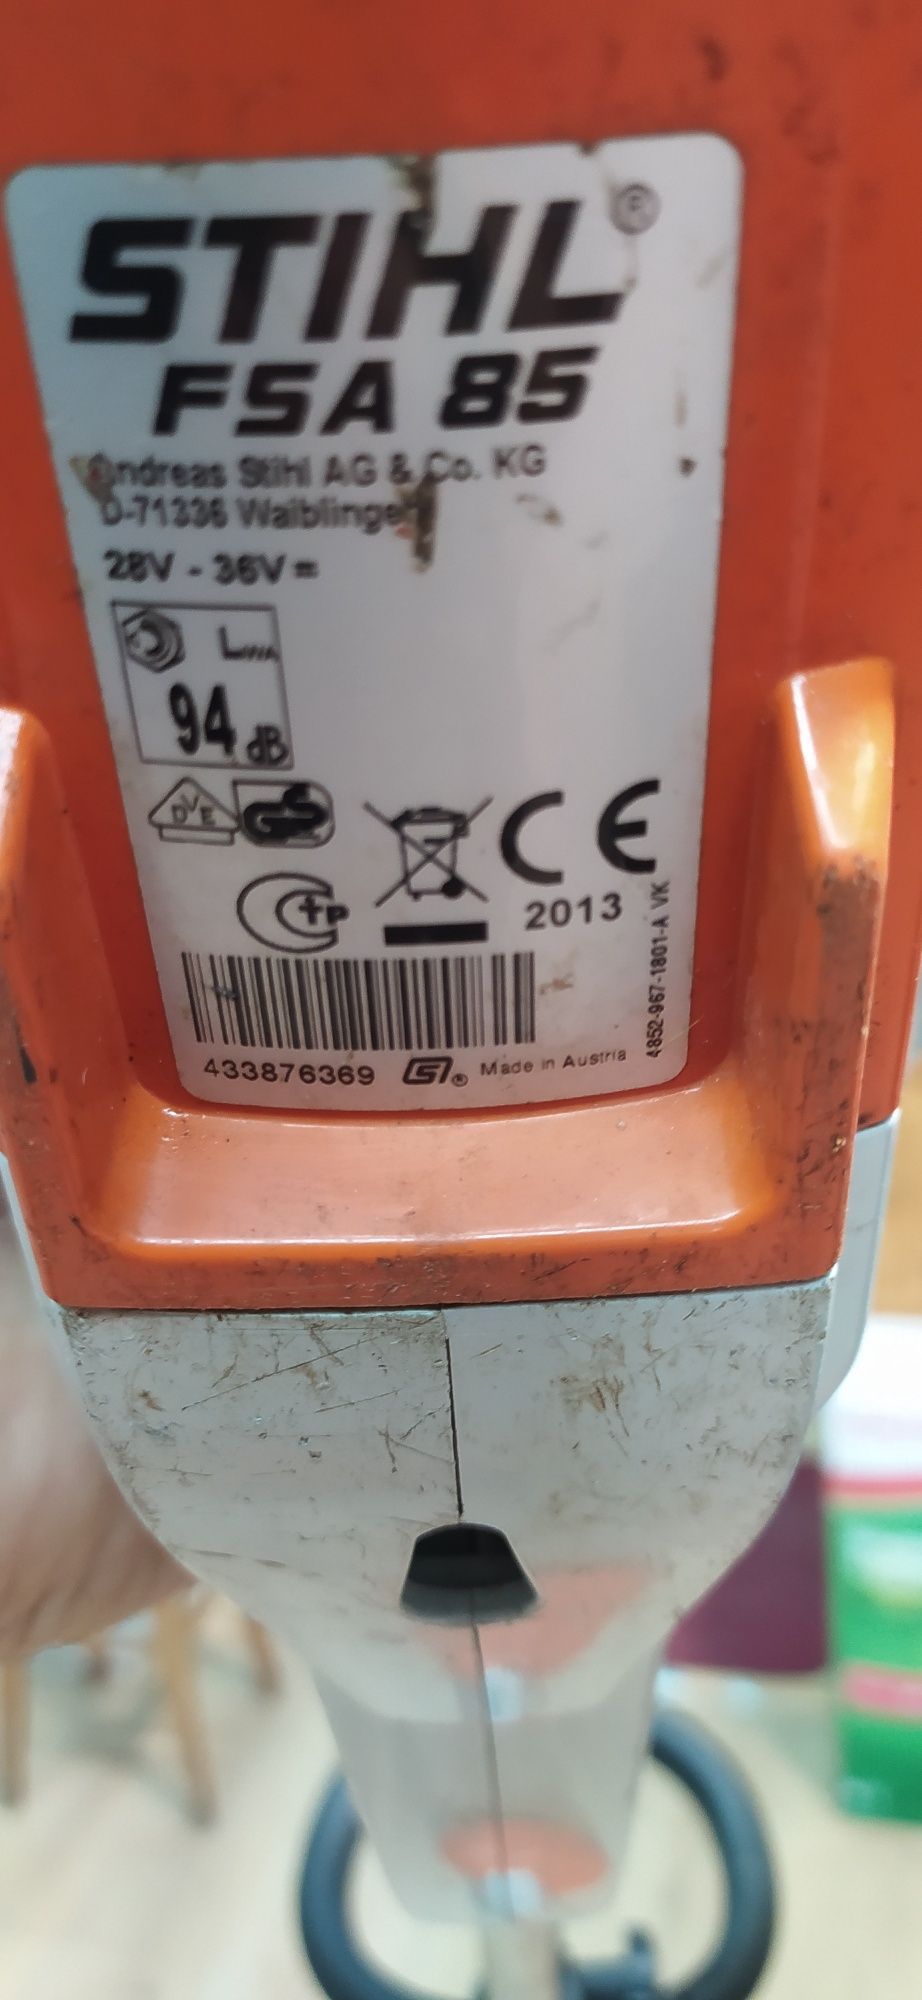 STIHL®
FSA 85
Andreas Stihl AG & Co. KG
D-71336 Waiblingen
28V - 36V=
LWA
94 dB
DVE
CE
2013
4852-967-1801-A VK
433876369 ® Made in Austria